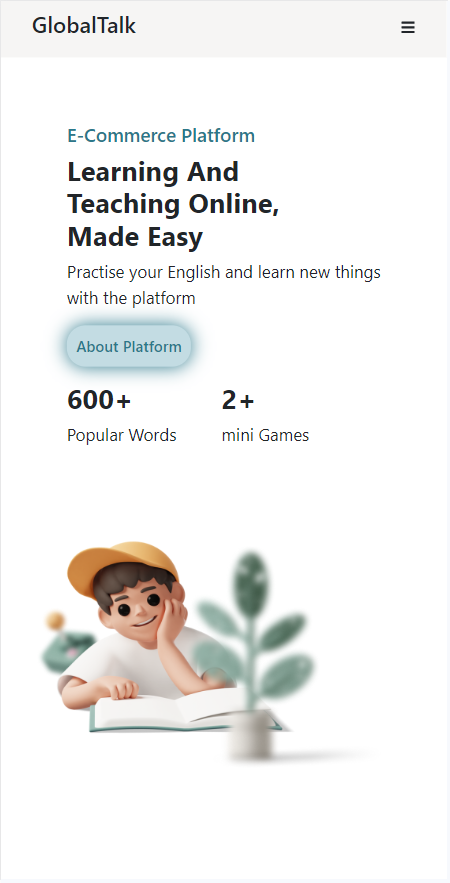 GlobalTalk
E-Commerce Platform
Learning And
Teaching Online,
Made Easy
Practise your English and learn new things
with the platform
About Platform
600+ 2+
Popular Words mini Games